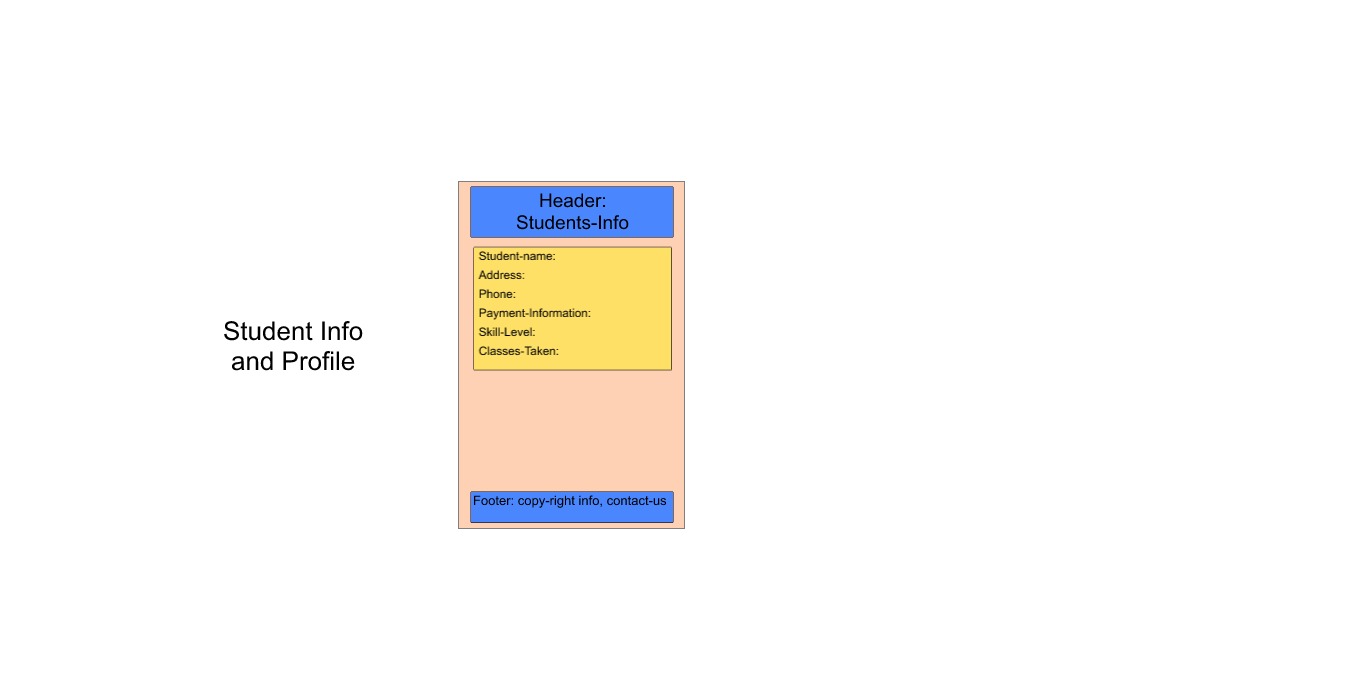 Student Info
and Profile
Header:
Students-Info
Student-name:
Address:
Phone:
Payment-Information:
Skill-Level:
Classes-Taken:
Footer: copy-right info, contact-us